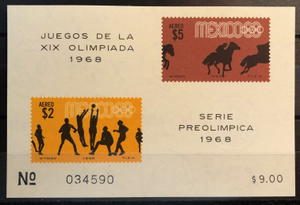 JUEGOS DE LA
XIX OLIMPIADA
1968
AEREO
$5
MEXICO68
AEREO
$2
MEXICO68
1968
SERIE
PREOLIMPICA
1968
Nº 034590
$9.00